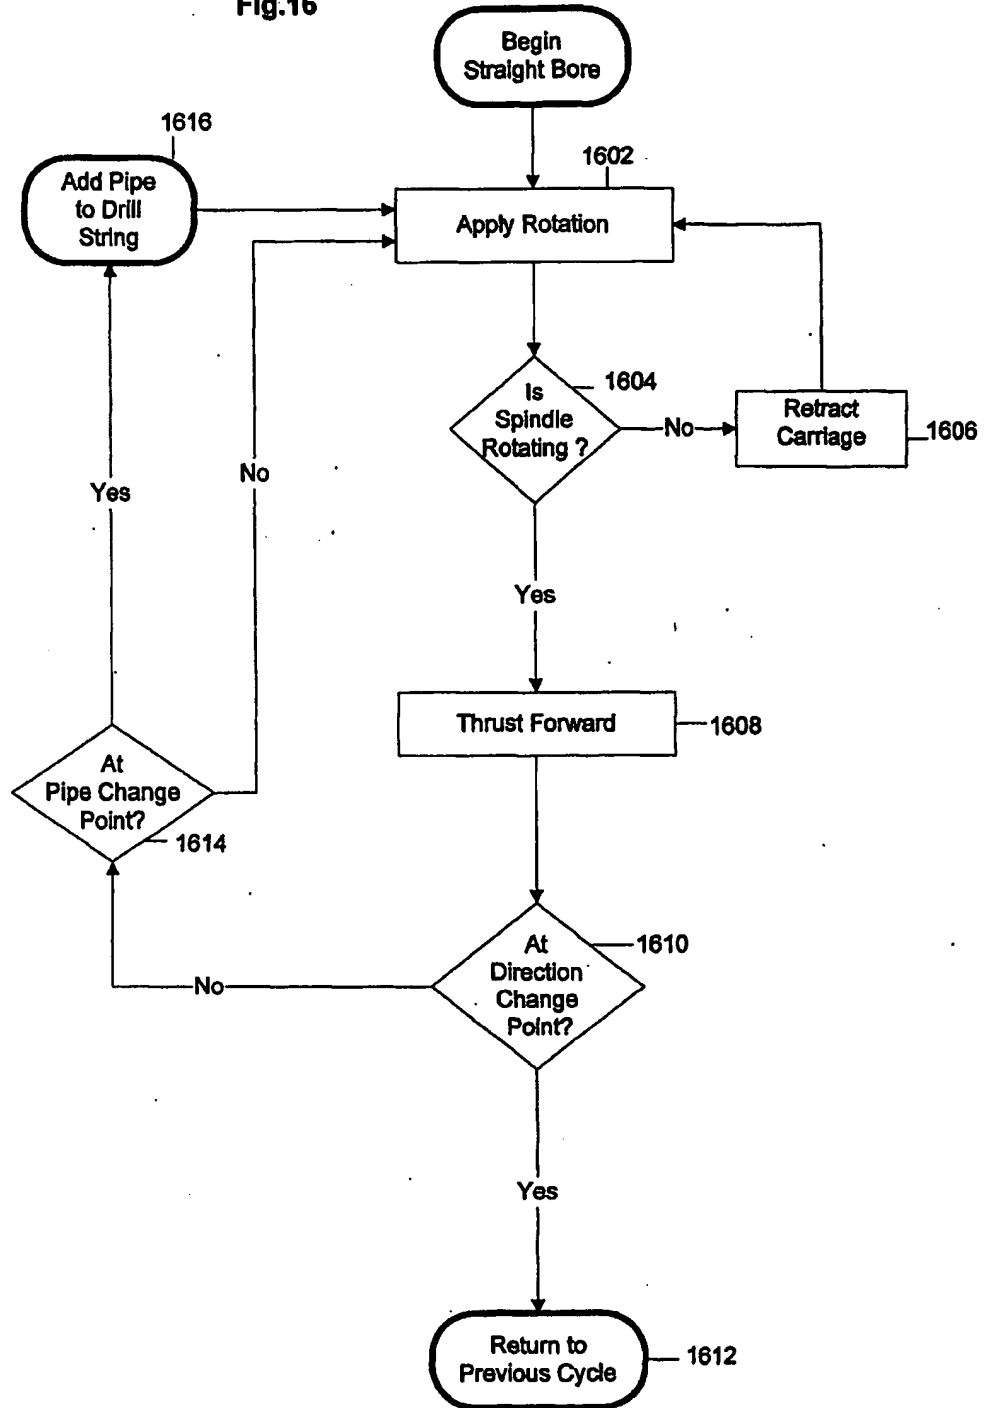 Fig.16
Begin
Straight Bore
1616
Add Pipe
to Drill
String
1602
Apply Rotation
Is
Spindle
Rotating ?
1604
No
Retract
Carriage
1606
Yes
No
Yes
Thrust Forward
1608
At
Pipe Change
Point?
1614
At
Direction
Change
Point?
1610
No
Yes
Return to
Previous Cycle
1612